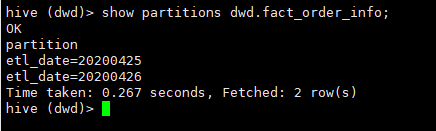 hive (dwd)> show partitions dwd.fact_order_info;
OK
partition
etl_date=20200425
etl_date=20200426
Time taken: 0.267 seconds, Fetched: 2 row(s)
hive (dwd)>